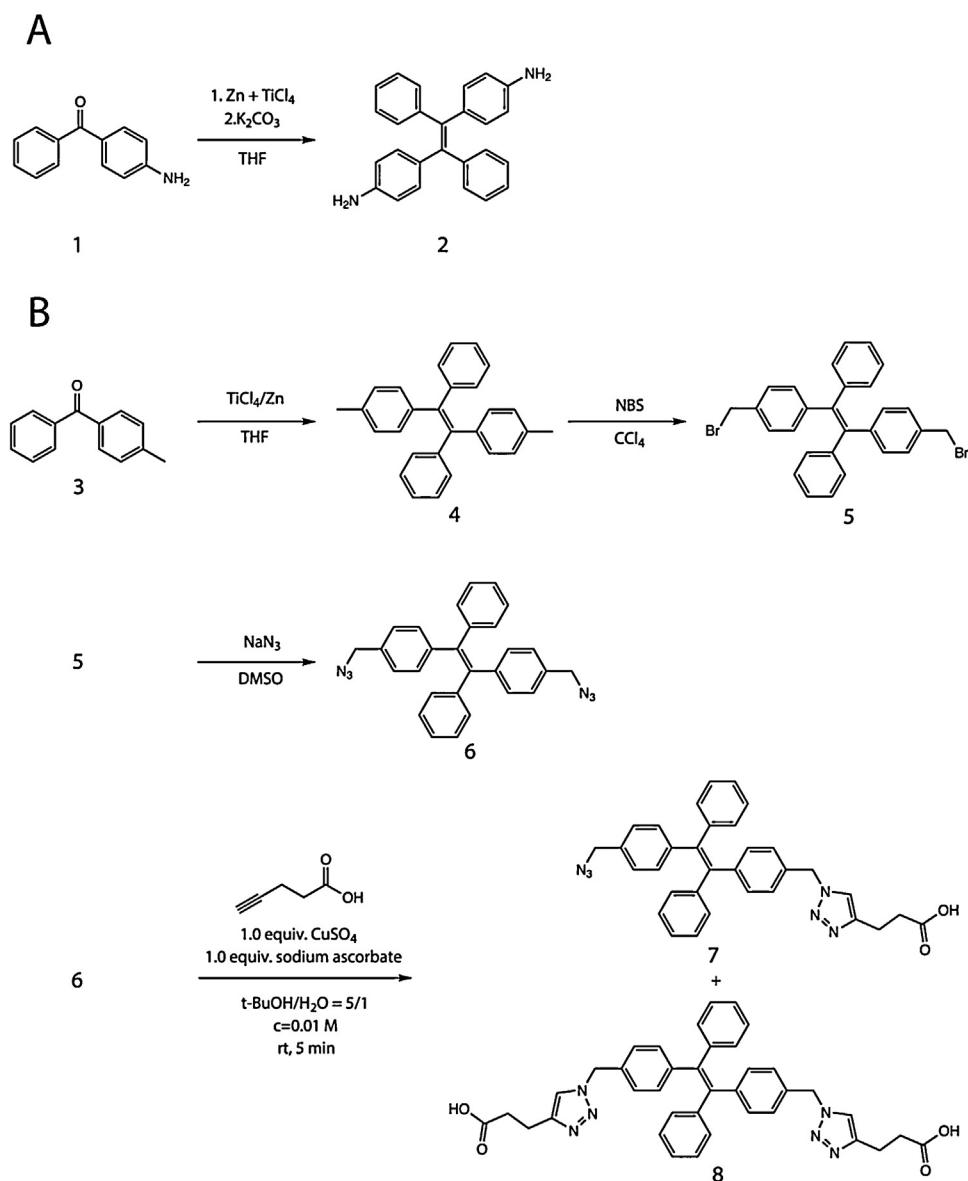 A
O
NH₂
1
1. Zn + TiCl₄
2.K₂CO₃
THF
NH₂
H₂N
2
B
O
3
TiCl₄/Zn
THF
4
NBS
CCl₄
Br
Br
5
5
NaN₃
DMSO
N₃
N₃
6
6
O
OH
1.0 equiv. CuSO₄
1.0 equiv. sodium ascorbate
t-BuOH/H₂O = 5/1
c=0.01 M
rt, 5 min
N₃
N
N
N
OH
O
7
+
HO
O
N
N
N
N
N
N
OH
O
8